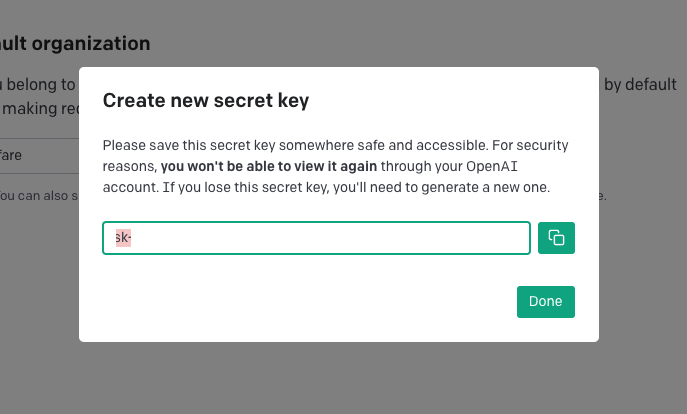 ult organization
u belong to
by default
making rec
Create new secret key
Please save this secret key somewhere safe and accessible. For security
reasons, you won't be able to view it again through your OpenAI
account. If you lose this secret key, you'll need to generate a new one.
fare
ou can also s
e.
sk-
Done